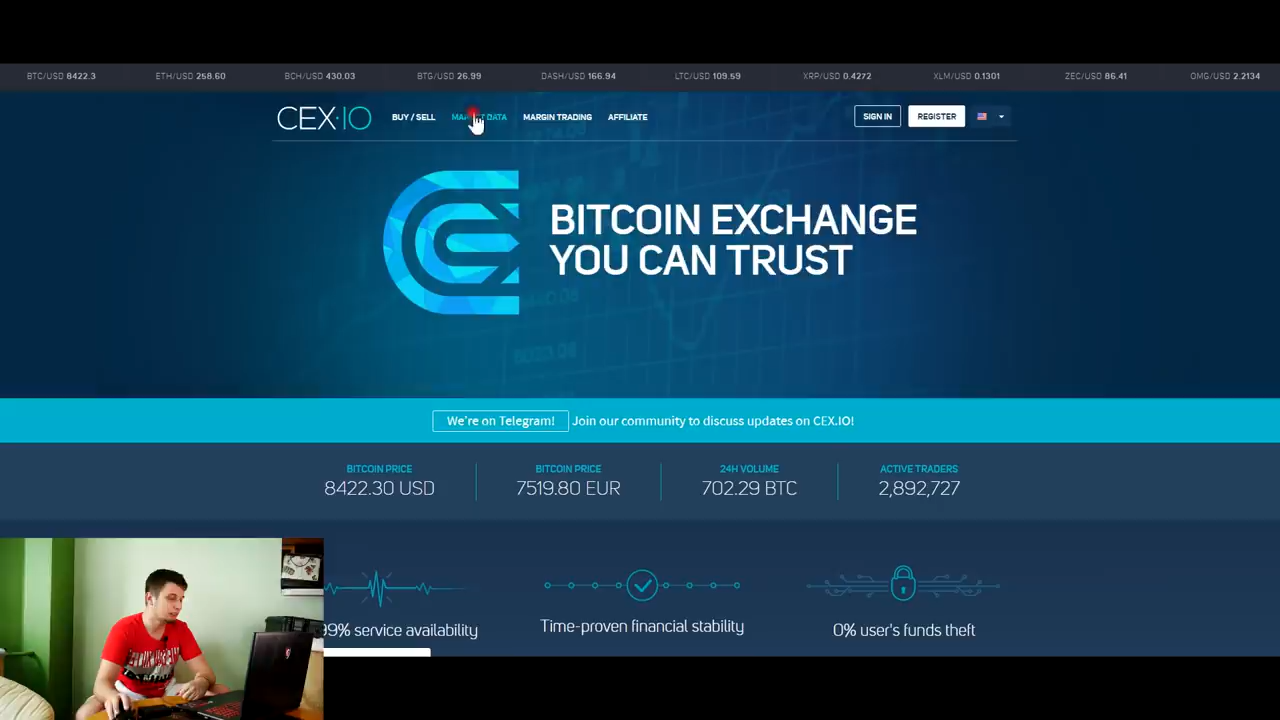 BTC/USD 8422.3 ETH/USD 258.60 BCH/USD 430.03 BTG/USD 26.99 DASH/USD 166.94 LTC/USD 109.59 XRP/USD 0.4272 XLM/USD 0.1301 ZEC/USD 86.41 OMG/USD 2.2134
CEX·IO BUY / SELL DATA MARGIN TRADING AFFILIATE SIGN IN REGISTER
BITCOIN EXCHANGE
YOU CAN TRUST
We're on Telegram! Join our community to discuss updates on CEX.IO!
BITCOIN PRICE BITCOIN PRICE 24H VOLUME ACTIVE TRADERS
8422.30 USD 7519.80 EUR 702.29 BTC 2,892,727
99% service availability Time-proven financial stability 0% user's funds theft